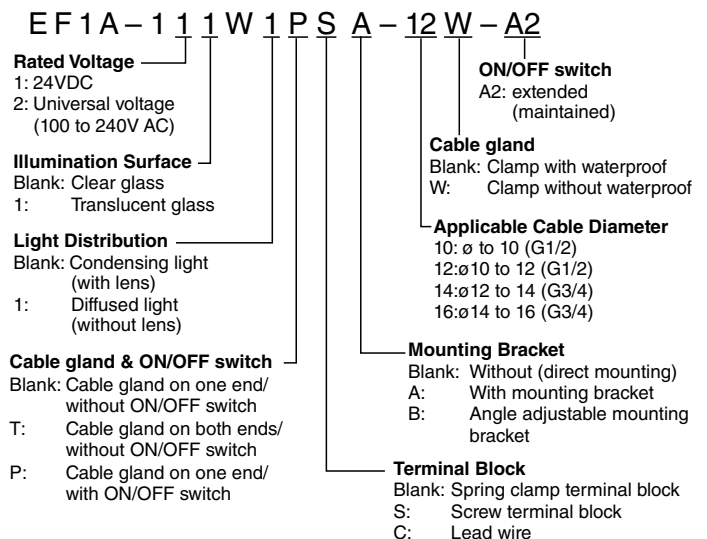 EF1A-111W1PSA-12W-A2
Rated Voltage
1: 24VDC
2: Universal voltage
(100 to 240V AC)
Illumination Surface
Blank: Clear glass
1: Translucent glass
Light Distribution
Blank: Condensing light
(with lens)
1: Diffused light
(without lens)
Cable gland & ON/OFF switch
Blank: Cable gland on one end/
without ON/OFF switch
T: Cable gland on both ends/
without ON/OFF switch
P: Cable gland on one end/
with ON/OFF switch
ON/OFF switch
A2: extended
(maintained)
Cable gland
Blank: Clamp with waterproof
W: Clamp without waterproof
Applicable Cable Diameter
10: ø to 10 (G1/2)
12:ø10 to 12 (G1/2)
14:ø12 to 14 (G3/4)
16:ø14 to 16 (G3/4)
Mounting Bracket
Blank: Without (direct mounting)
A: With mounting bracket
B: Angle adjustable mounting
bracket
Terminal Block
Blank: Spring clamp terminal block
S: Screw terminal block
C: Lead wire